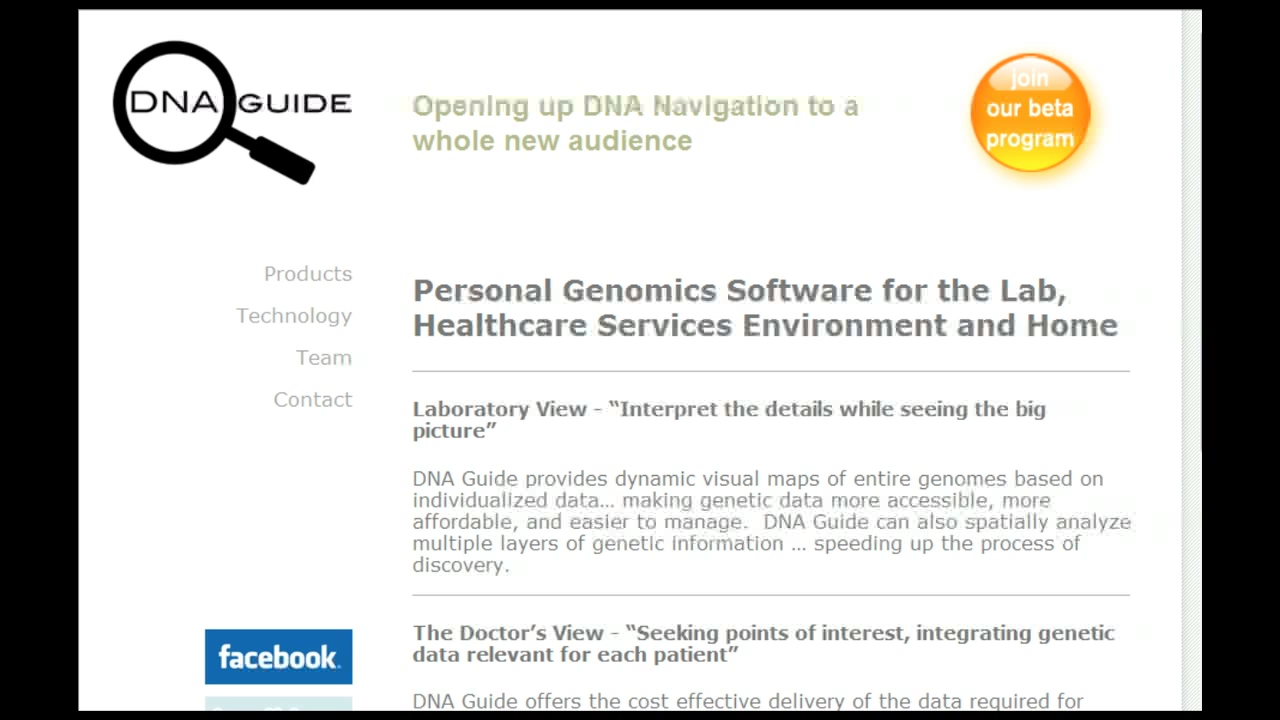 DNA GUIDE
Opening up DNA Navigation to a
whole new audience
join
our beta
program
Products
Technology
Team
Contact
Personal Genomics Software for the Lab,
Healthcare Services Environment and Home
Laboratory View - “Interpret the details while seeing the big
picture”
DNA Guide provides dynamic visual maps of entire genomes based on
individualized data… making genetic data more accessible, more
affordable, and easier to manage.  DNA Guide can also spatially analyze
multiple layers of genetic information … speeding up the process of
discovery.
The Doctor’s View - “Seeking points of interest, integrating genetic
data relevant for each patient”
DNA Guide offers the cost effective delivery of the data required for
facebook.